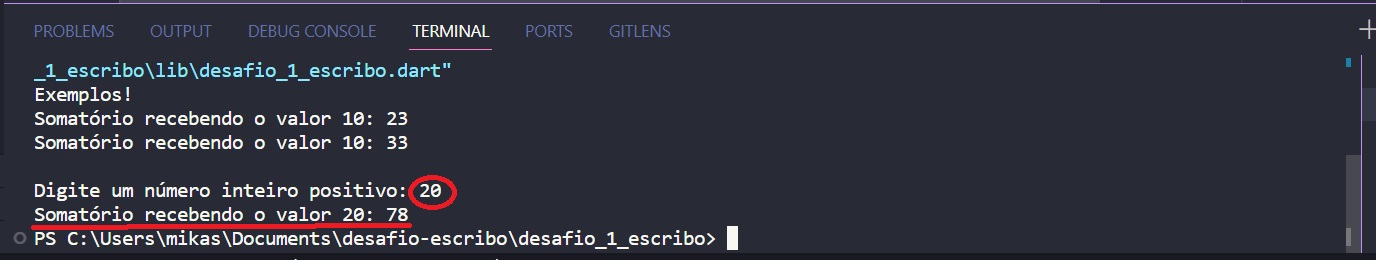 PROBLEMS OUTPUT DEBUG CONSOLE TERMINAL PORTS GITLENS
_1_escribo\lib\desafio_1_escribo.dart"
Exemplos!
Somatório recebendo o valor 10: 23
Somatório recebendo o valor 10: 33
Digite um número inteiro positivo: 20
Somatório recebendo o valor 20: 78
PS C:\Users\mikas\Documents\desafio-escribo\desafio_1_escribo>